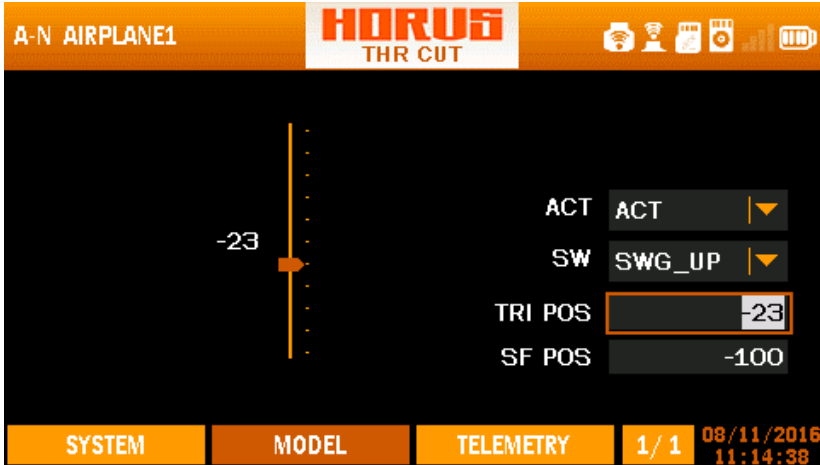 A-N AIRPLANE1
HORUS
THR CUT
ACT ACT
-23
SW SWG_UP
TRI POS -23
SF POS -100
SYSTEM MODEL TELEMETRY 1/1 08/11/2016
11:14:38